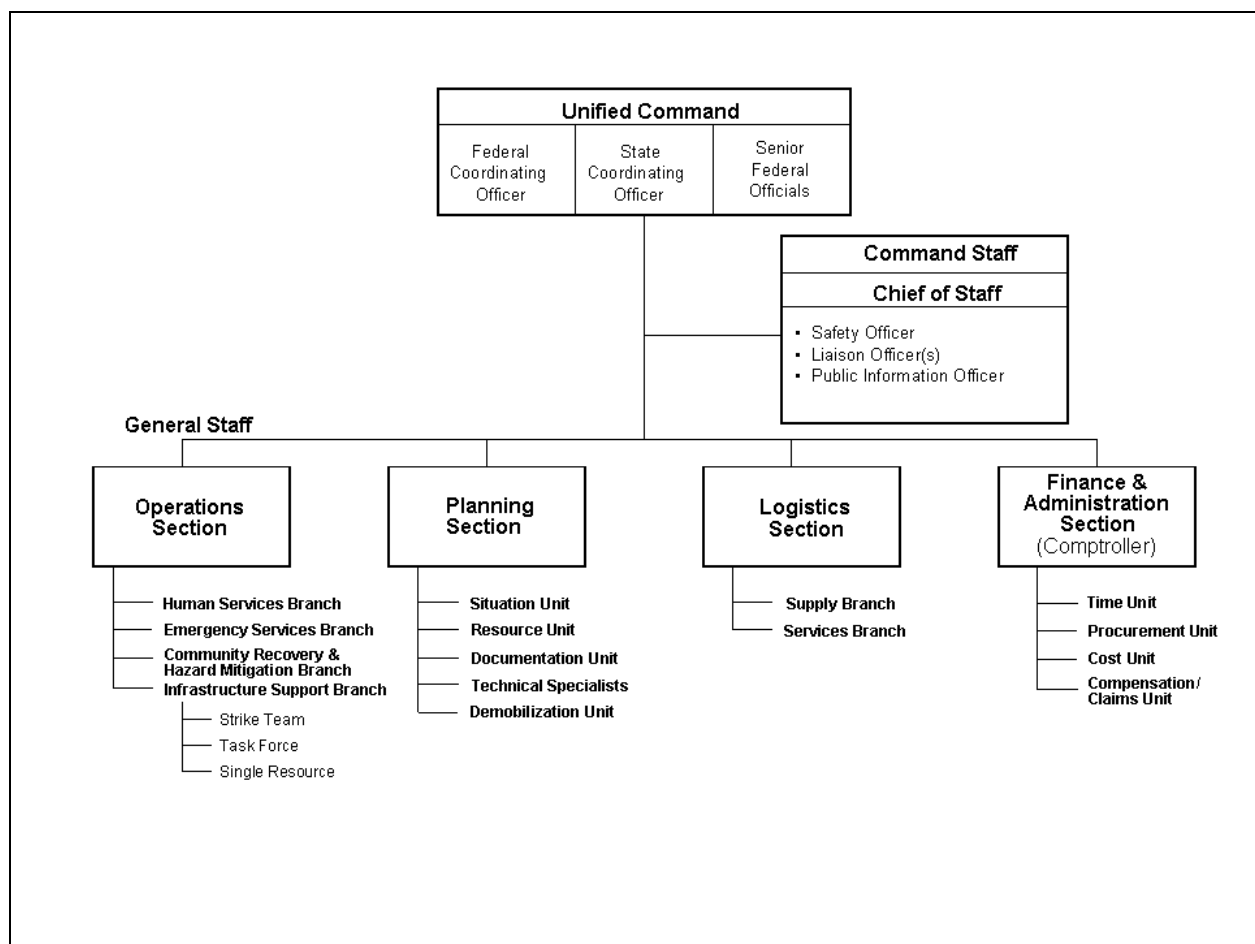 Unified Command
Federal
Coordinating
Officer
State
Coordinating
Officer
Senior
Federal
Officials
Command Staff
Chief of Staff
▪ Safety Officer
▪ Liaison Officer(s)
▪ Public Information Officer
General Staff
Operations
Section
Human Services Branch
Emergency Services Branch
Community Recovery &
Hazard Mitigation Branch
Infrastructure Support Branch
Strike Team
Task Force
Single Resource
Planning
Section
Situation Unit
Resource Unit
Documentation Unit
Technical Specialists
Demobilization Unit
Logistics
Section
Supply Branch
Services Branch
Finance &
Administration
Section
(Comptroller)
Time Unit
Procurement Unit
Cost Unit
Compensation/
Claims Unit